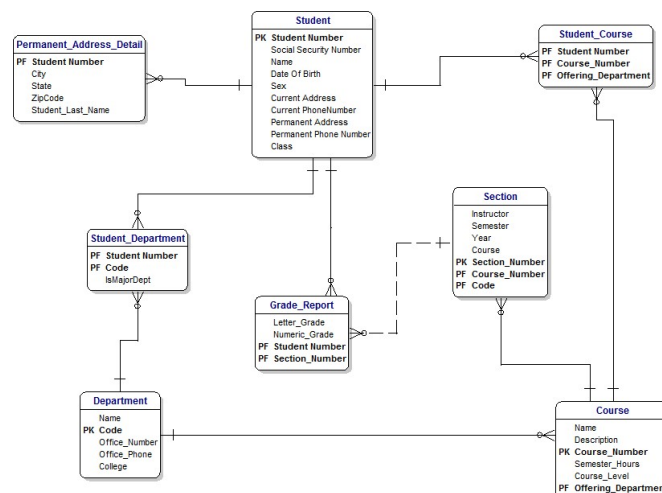 Student
PK Student Number
Social Security Number
Name
Date Of Birth
Sex
Current Address
Current PhoneNumber
Permanent Address
Permanent Phone Number
Class
Permanent_Address_Detail
PF Student Number
City
State
ZipCode
Student_Last_Name
Student_Course
PF Student Number
PF Course_Number
PF Offering_Department
Student_Department
PF Student Number
PF Code
IsMajorDept
Section
Instructor
Semester
Year
Course
PK Section_Number
PF Course_Number
PF Code
Grade_Report
Letter_Grade
Numeric_Grade
PF Student Number
PF Section_Number
Department
Name
PK Code
Office_Number
Office_Phone
College
Course
Name
Description
PK Course_Number
Semester_Hours
Course_Level
PF Offering_Departmen